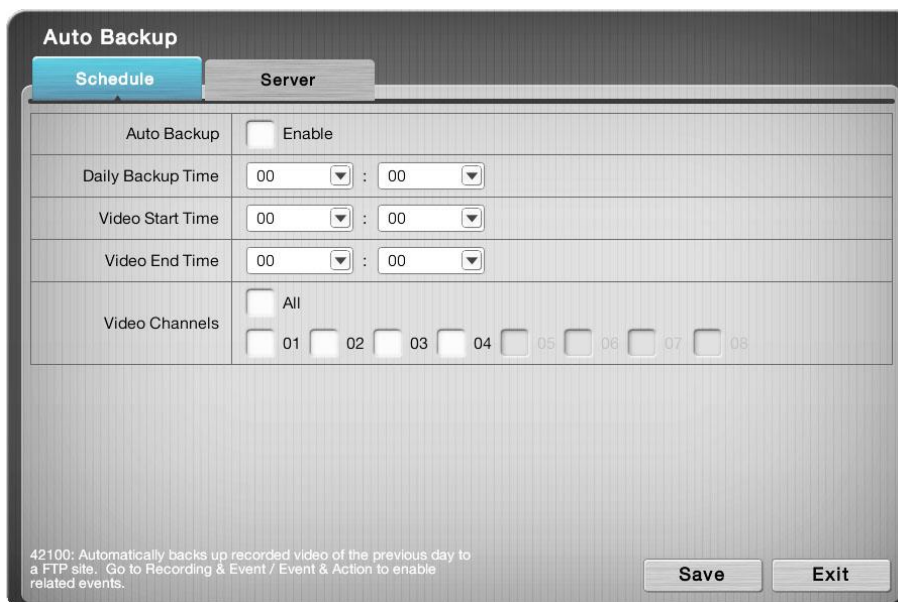 Auto Backup
Schedule Server
Auto Backup Enable
Daily Backup Time 00 : 00
Video Start Time 00 : 00
Video End Time 00 : 00
Video Channels All
01 02 03 04 05 06 07 08
42100: Automatically backs up recorded video of the previous day to
a FTP site. Go to Recording & Event / Event & Action to enable
related events.
Save Exit